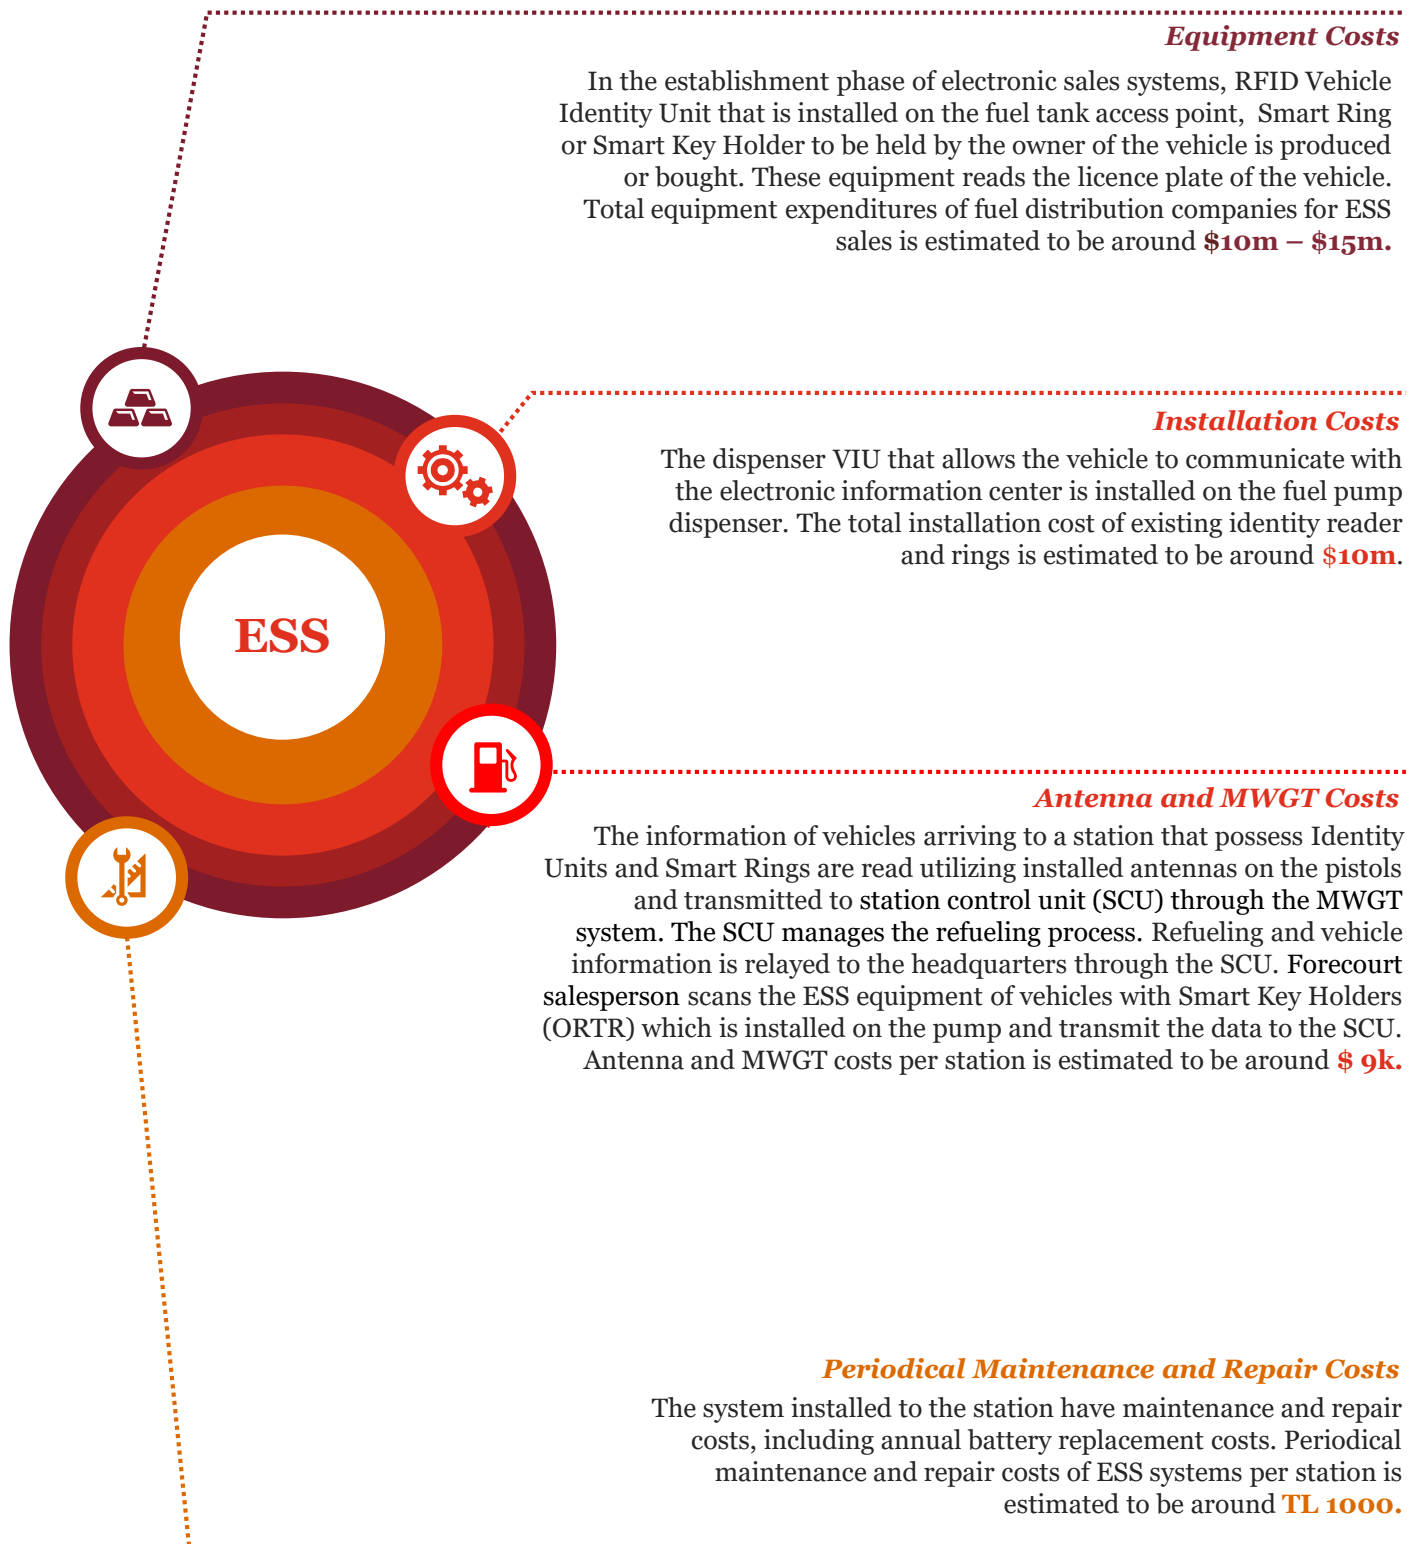 Equipment Costs
In the establishment phase of electronic sales systems, RFID Vehicle
Identity Unit that is installed on the fuel tank access point,  Smart Ring
or Smart Key Holder to be held by the owner of the vehicle is produced
or bought. These equipment reads the licence plate of the vehicle.
Total equipment expenditures of fuel distribution companies for ESS
sales is estimated to be around $10m – $15m.
Installation Costs
The dispenser VIU that allows the vehicle to communicate with
the electronic information center is installed on the fuel pump
dispenser. The total installation cost of existing identity reader
and rings is estimated to be around $10m.
ESS
Antenna and MWGT Costs
The information of vehicles arriving to a station that possess Identity
Units and Smart Rings are read utilizing installed antennas on the pistols
and transmitted to station control unit (SCU) through the MWGT
system. The SCU manages the refueling process. Refueling and vehicle
information is relayed to the headquarters through the SCU. Forecourt
salesperson scans the ESS equipment of vehicles with Smart Key Holders
(ORTR) which is installed on the pump and transmit the data to the SCU.
Antenna and MWGT costs per station is estimated to be around $ 9k.
Periodical Maintenance and Repair Costs
The system installed to the station have maintenance and repair
costs, including annual battery replacement costs. Periodical
maintenance and repair costs of ESS systems per station is
estimated to be around TL 1000.